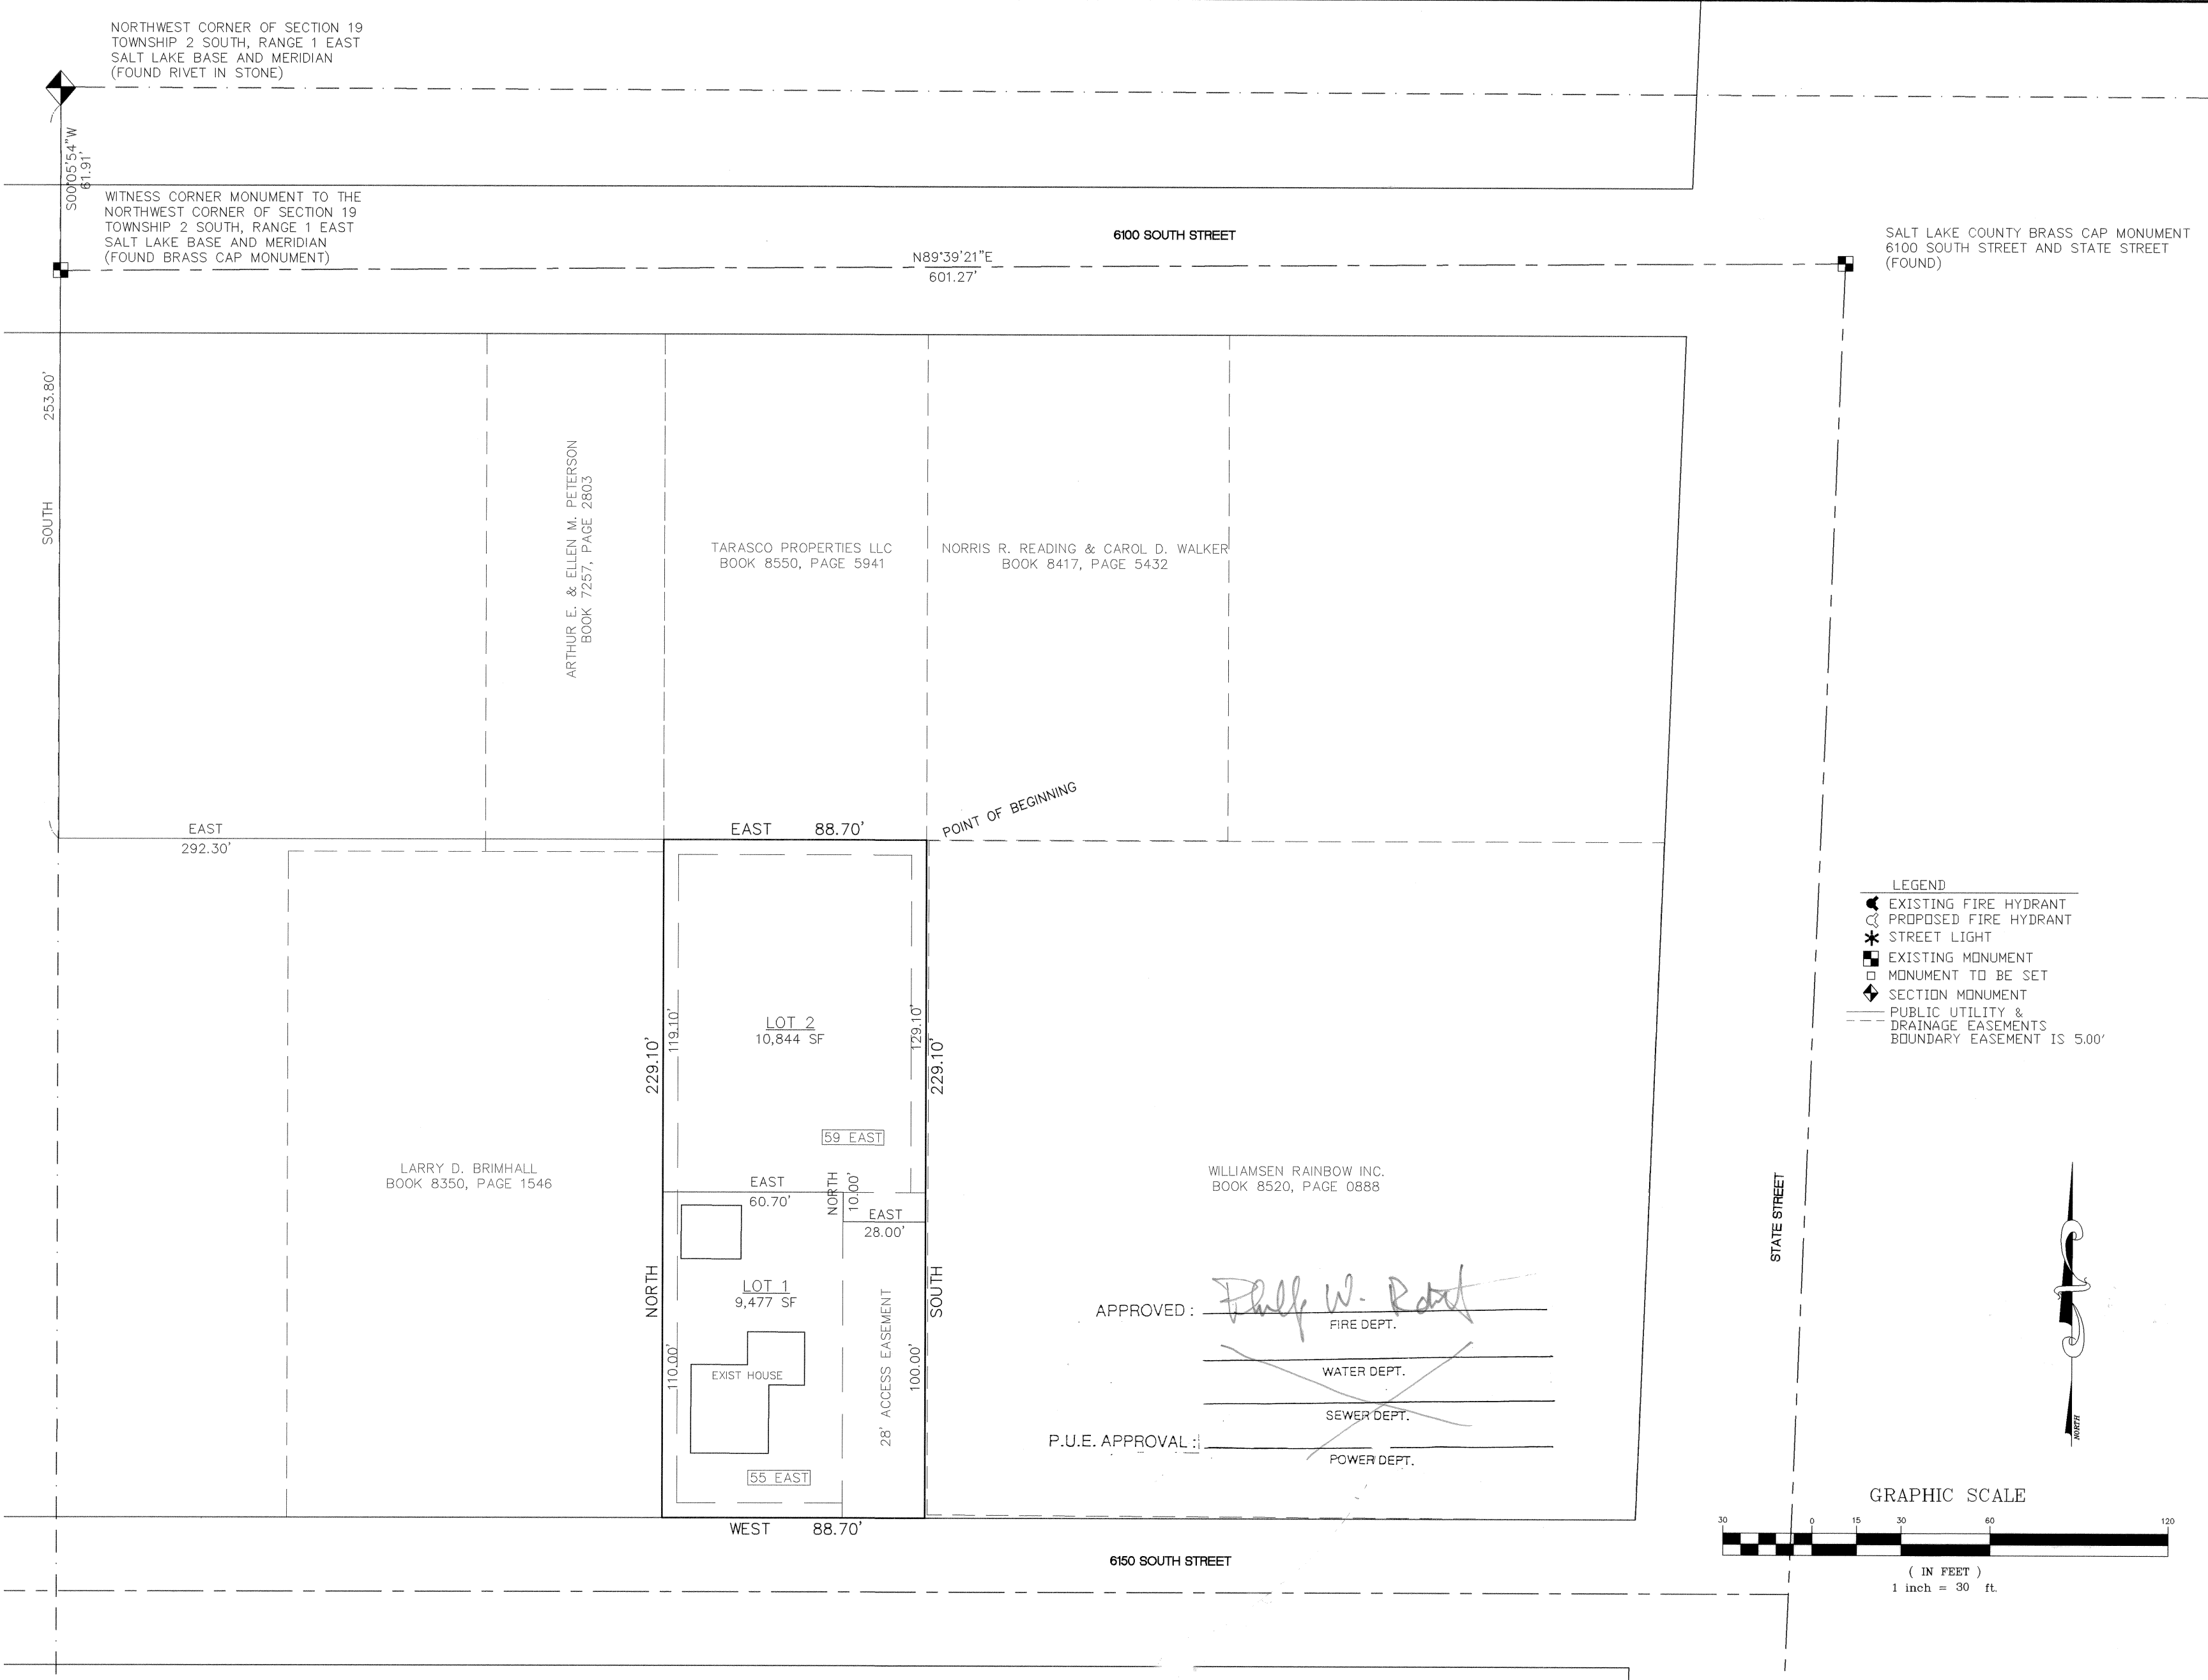 NORTHWEST CORNER OF SECTION 19
TOWNSHIP 2 SOUTH, RANGE 1 EAST
SALT LAKE BASE AND MERIDIAN
(FOUND RIVET IN STONE)
S00°05'54"W
61.91'
WITNESS CORNER MONUMENT TO THE
NORTHWEST CORNER OF SECTION 19
TOWNSHIP 2 SOUTH, RANGE 1 EAST
SALT LAKE BASE AND MERIDIAN
(FOUND BRASS CAP MONUMENT)
6100 SOUTH STREET
N89°39'21"E
601.27'
SALT LAKE COUNTY BRASS CAP MONUMENT
6100 SOUTH STREET AND STATE STREET
(FOUND)
SOUTH 253.80'
ARTHUR E. & ELLEN M. PETERSON
BOOK 7257, PAGE 2803
TARASCO PROPERTIES LLC
BOOK 8550, PAGE 5941
NORRIS R. READING & CAROL D. WALKER
BOOK 8417, PAGE 5432
POINT OF BEGINNING
EAST
292.30'
EAST 88.70'
LEGEND
EXISTING FIRE HYDRANT
PROPOSED FIRE HYDRANT
STREET LIGHT
EXISTING MONUMENT
MONUMENT TO BE SET
SECTION MONUMENT
PUBLIC UTILITY &
DRAINAGE EASEMENTS
BOUNDARY EASEMENT IS 5.00'
LOT 2
10,844 SF
119.10'
129.10'
229.10'
229.10'
59 EAST
LARRY D. BRIMHALL
BOOK 8350, PAGE 1546
EAST
60.70'
NORTH
10.00'
EAST
28.00'
WILLIAMSEN RAINBOW INC.
BOOK 8520, PAGE 0888
STATE STREET
NORTH
LOT 1
9,477 SF
SOUTH
110.00'
100.00'
28' ACCESS EASEMENT
EXIST HOUSE
55 EAST
APPROVED :
FIRE DEPT.
WATER DEPT.
SEWER DEPT.
P.U.E. APPROVAL :
POWER DEPT.
NORTH
WEST 88.70'
6150 SOUTH STREET
GRAPHIC SCALE
30 0 15 30 60 120
( IN FEET )
1 inch = 30 ft.